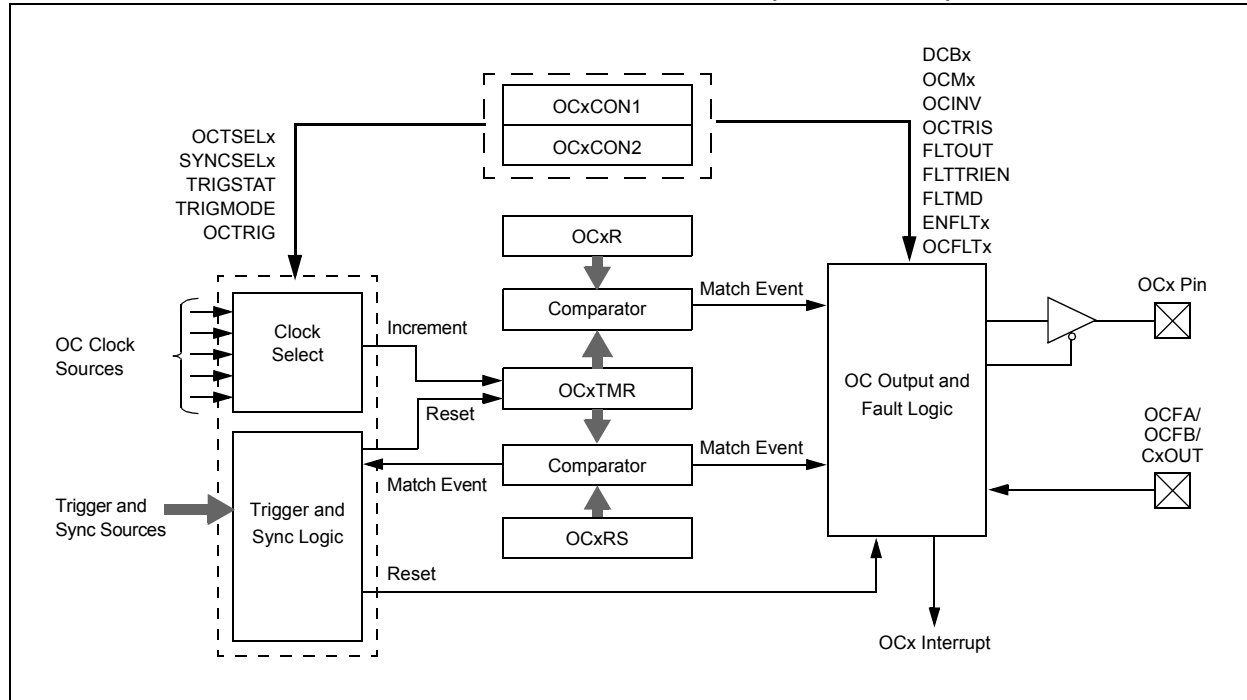 DCBx
OCMx
OCINV
OCTRIS
FLTOUT
FLTTRIEN
FLTMD
ENFLTx
OCFLTx
OCxCON1
OCxCON2
OCTSELx
SYNCSELx
TRIGSTAT
TRIGMODE
OCTRIG
OCxR
Match Event
OCx Pin
Comparator
Increment
Clock
Select
OC Clock
Sources
OCxTMR
Reset
OC Output and
Fault Logic
OCFA/
OCFB/
CxOUT
Match Event
Comparator
Match Event
Trigger and
Sync Sources
Trigger and
Sync Logic
OCxRS
Reset
OCx Interrupt